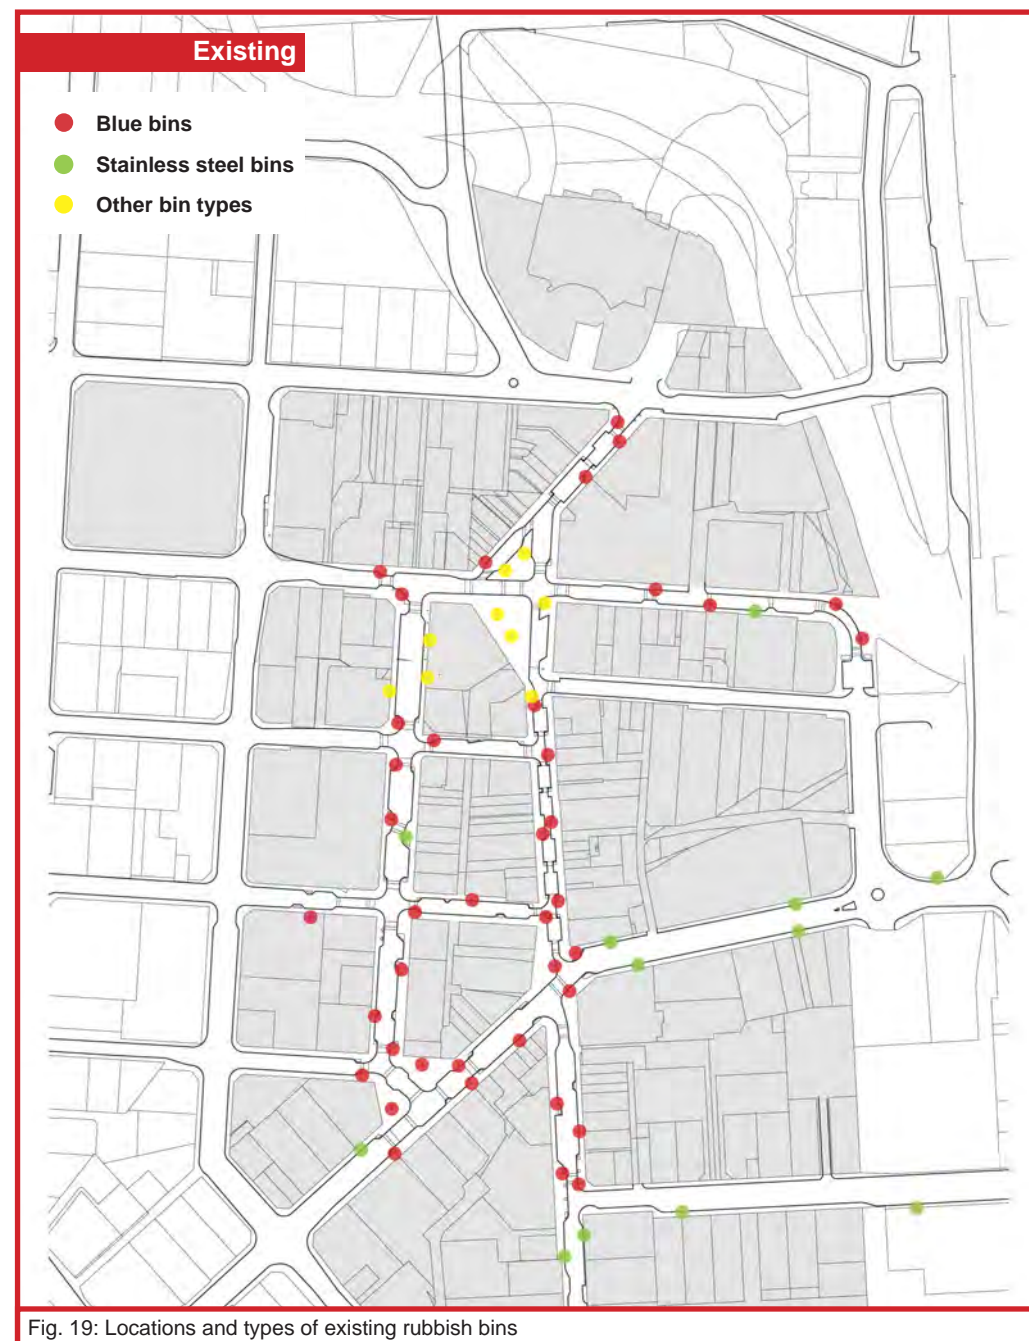 Existing
Blue bins
Stainless steel bins
Other bin types
Fig. 19: Locations and types of existing rubbish bins